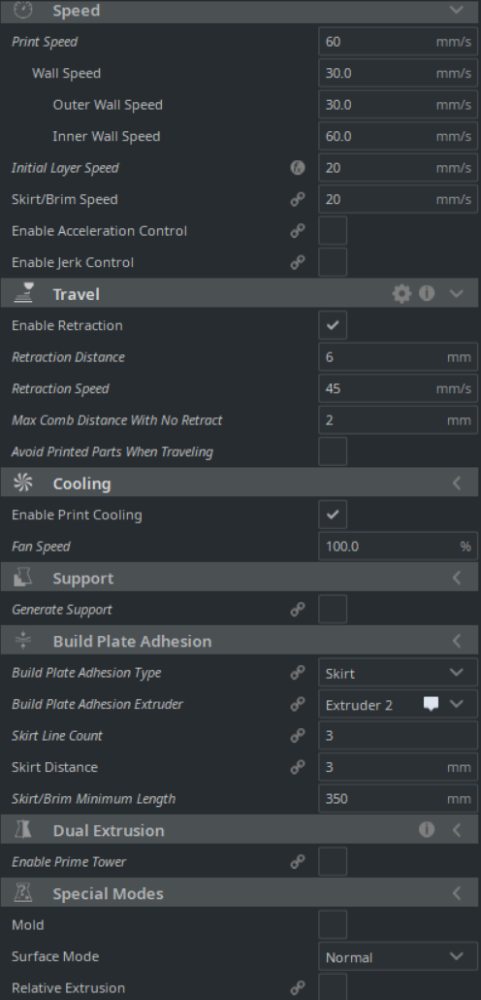 Speed
Print Speed 60 mm/s
Wall Speed 30.0 mm/s
Outer Wall Speed 30.0 mm/s
Inner Wall Speed 60.0 mm/s
Initial Layer Speed 20 mm/s
Skirt/Brim Speed 20 mm/s
Enable Acceleration Control
Enable Jerk Control
Travel
Enable Retraction
Retraction Distance 6 mm
Retraction Speed 45 mm/s
Max Comb Distance With No Retract 2 mm
Avoid Printed Parts When Traveling
Cooling
Enable Print Cooling
Fan Speed 100.0 %
Support
Generate Support
Build Plate Adhesion
Build Plate Adhesion Type Skirt
Build Plate Adhesion Extruder Extruder 2
Skirt Line Count 3
Skirt Distance 3 mm
Skirt/Brim Minimum Length 350 mm
Dual Extrusion
Enable Prime Tower
Special Modes
Mold
Surface Mode Normal
Relative Extrusion